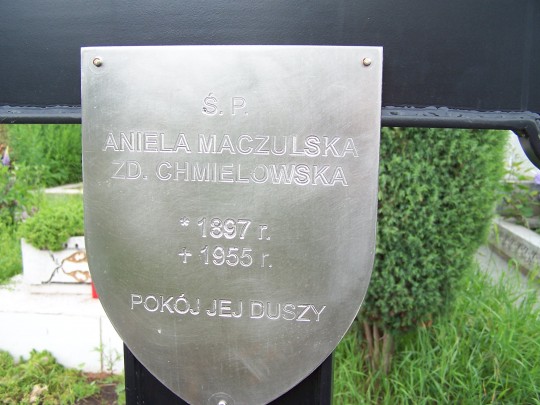 Ś. P.
ANIELA MACZULSKA
ZD. CHMIELOWSKA
* 1897 r.
+ 1955 r.
POKÓJ JEJ DUSZY